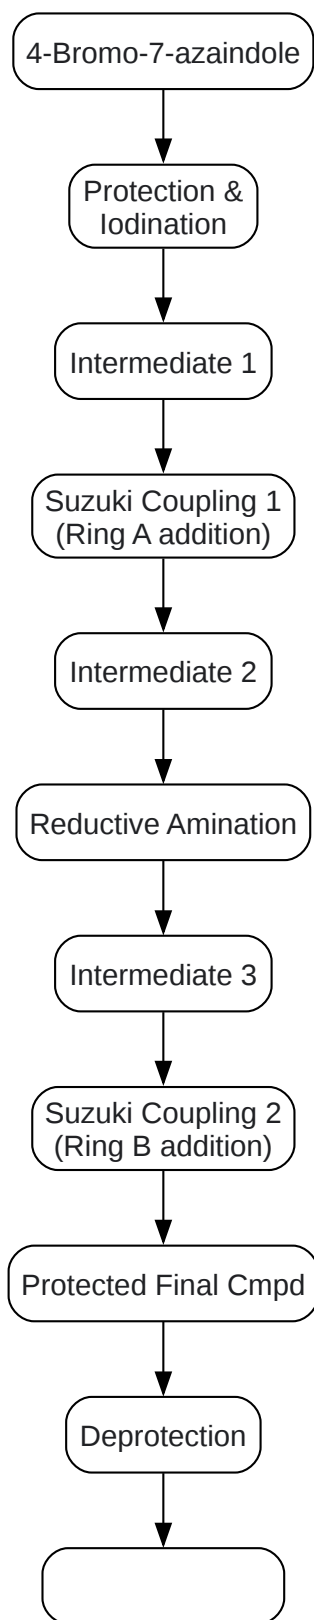 4-Bromo-7-azaindole
Protection &
Iodination
Intermediate 1
Suzuki Coupling 1
(Ring A addition)
Intermediate 2
Reductive Amination
Intermediate 3
Suzuki Coupling 2
(Ring B addition)
Protected Final Cmpd
Deprotection